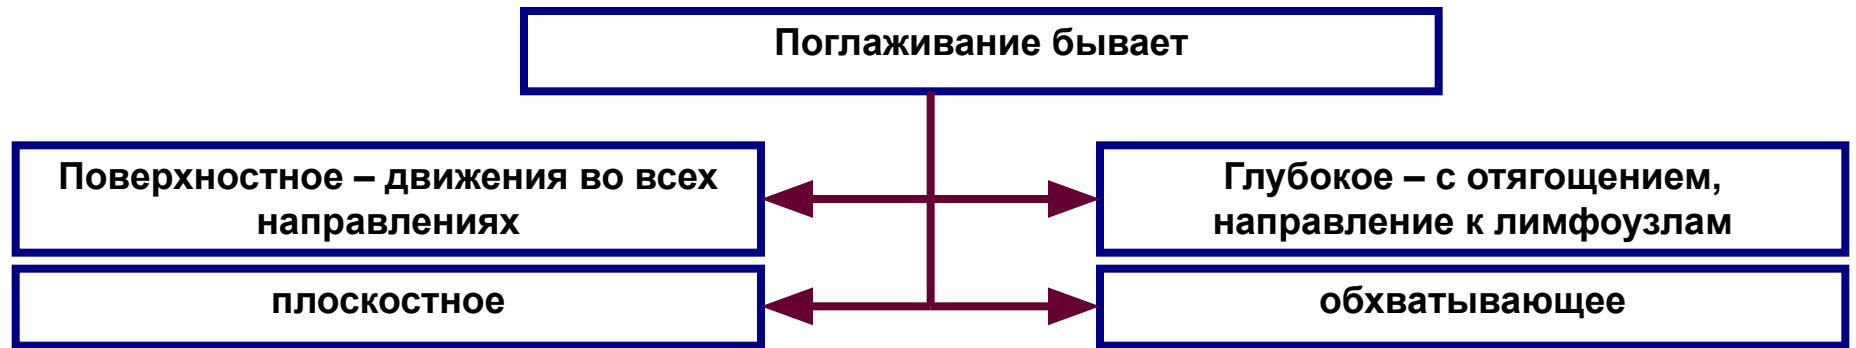 Поглаживание бывает
Поверхностное – движения во всех
направлениях
Глубокое – с отягощением,
направление к лимфоузлам
плоскостное
обхватывающее